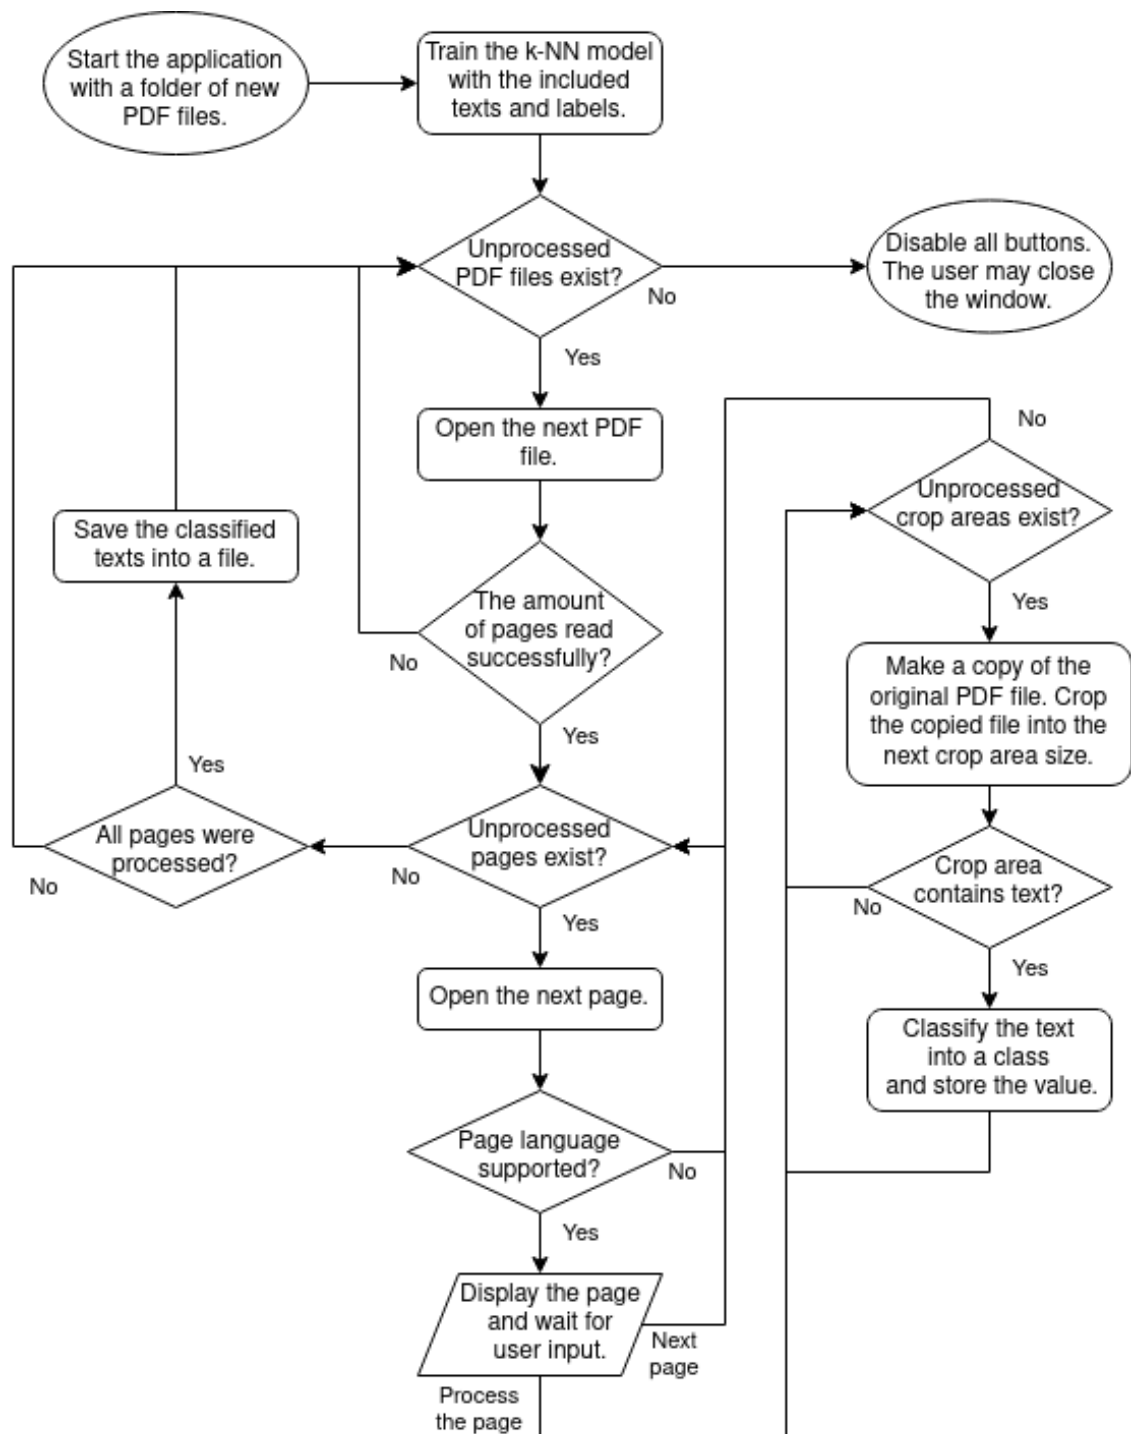 Start the application
with a folder of new
PDF files.
Train the k-NN model
with the included
texts and labels.
Unprocessed
PDF files exist?
No
Yes
Disable all buttons.
The user may close
the window.
Open the next PDF
file.
Save the classified
texts into a file.
The amount
of pages read
successfully?
No
Yes
Unprocessed
pages exist?
No
Yes
All pages were
processed?
Yes
No
Open the next page.
Page language
supported?
No
Yes
Display the page
and wait for
user input.
Next
page
Process
the page
Unprocessed
crop areas exist?
No
Yes
Make a copy of the
original PDF file. Crop
the copied file into the
next crop area size.
Crop area
contains text?
No
Yes
Classify the text
into a class
and store the value.